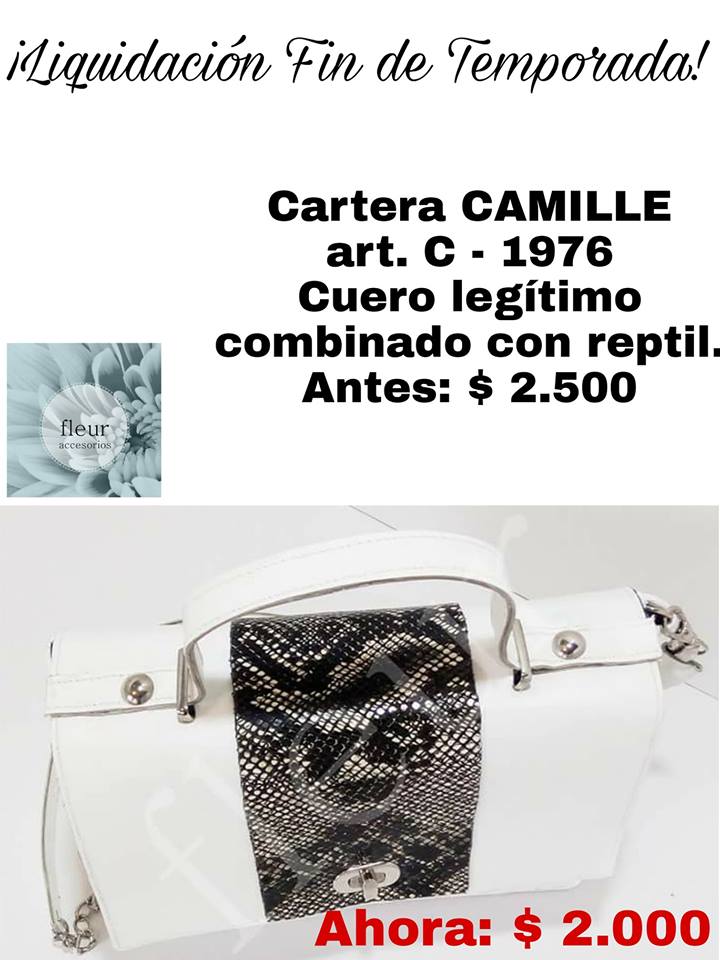 ¡Liquidación Fin de Temporada!
Cartera CAMILLE
art. C - 1976
Cuero legítimo
combinado con reptil.
Antes: $ 2.500
fleur
accesorios
fleur
Ahora: $ 2.000